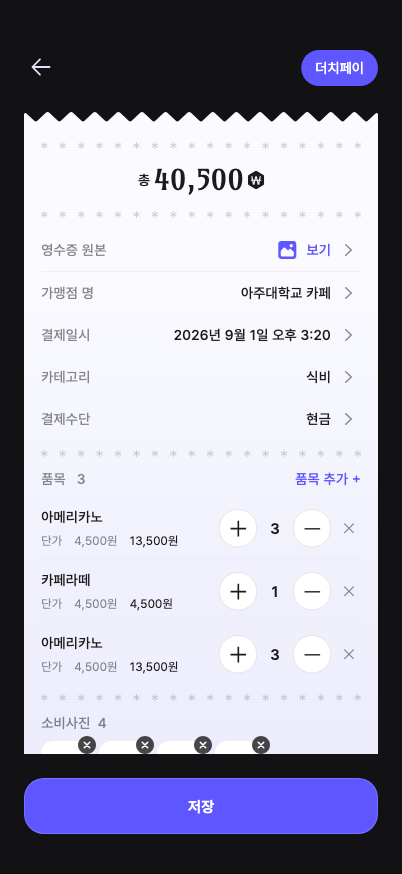 더치페이
총 40,500 ₩
영수증 원본 보기
가맹점 명 아주대학교 카페
결제일시 2026년 9월 1일 오후 3:20
카테고리 식비
결제수단 현금
품목 3 품목 추가 +
아메리카노
단가 4,500원 13,500원
3
카페라떼
단가 4,500원 4,500원
1
아메리카노
단가 4,500원 13,500원
3
소비사진 4
저장